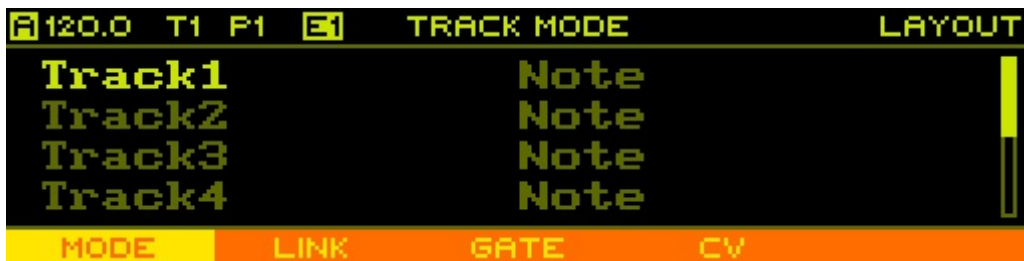 A 120.0 T1 P1 E1 TRACK MODE LAYOUT
Track1 Note
Track2 Note
Track3 Note
Track4 Note
MODE LINK GATE CV